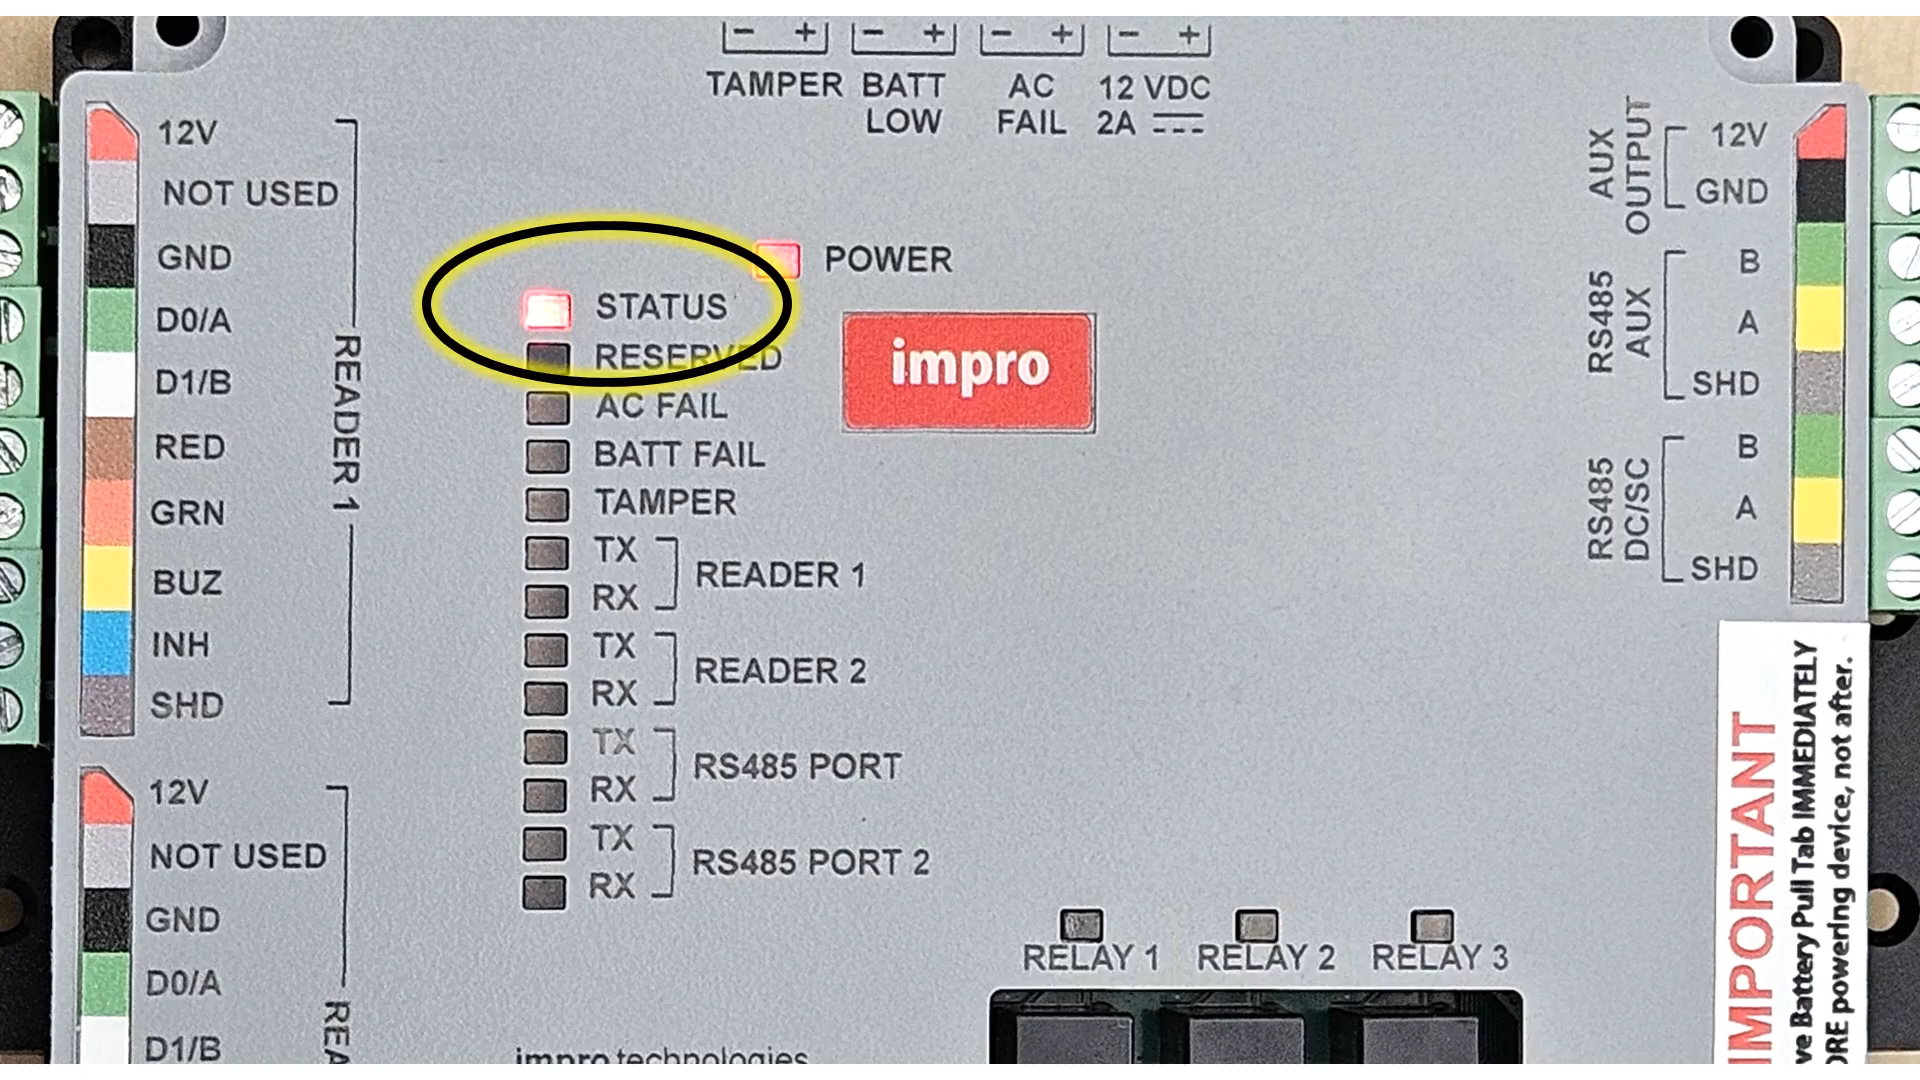 − + − + − + − +
TAMPER BATT LOW AC FAIL 12 VDC 2A
12V
NOT USED
GND
D0/A
D1/B
RED
GRN
BUZ
INH
SHD
READER 1
12V
NOT USED
GND
D0/A
D1/B
REA
POWER
STATUS
RESERVED
AC FAIL
BATT FAIL
TAMPER
TX
RX
READER 1
TX
RX
READER 2
TX
RX
RS485 PORT
TX
RX
RS485 PORT 2
impro
RELAY 1 RELAY 2 RELAY 3
impro technologies
AUX OUTPUT
12V
GND
RS485 AUX
B
A
SHD
RS485 DC/SC
B
A
SHD
IMPORTANT
ve Battery Pull Tab IMMEDIATELY
ORE powering device, not after.